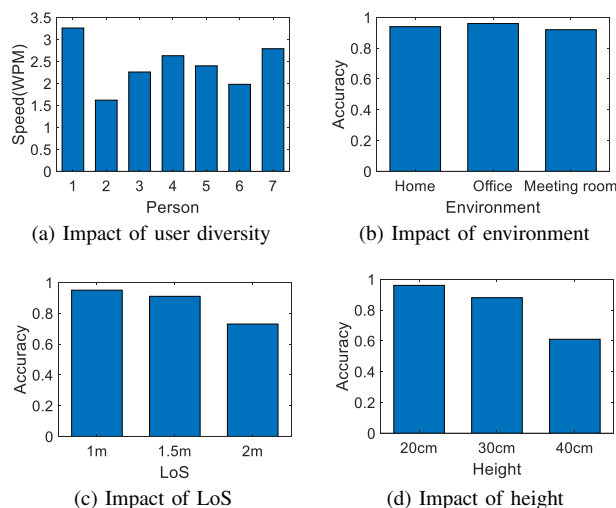 3.5
3
2.5
2
1.5
1
0.5
0
Speed(WPM)
1 2 3 4 5 6 7
Person
(a) Impact of user diversity
1
0.8
0.6
0.4
0.2
0
Accuracy
Home Office Meeting room
Environment
(b) Impact of environment
1
0.8
0.6
0.4
0.2
0
Accuracy
1m 1.5m 2m
LoS
(c) Impact of LoS
1
0.8
0.6
0.4
0.2
0
Accuracy
20cm 30cm 40cm
Height
(d) Impact of height